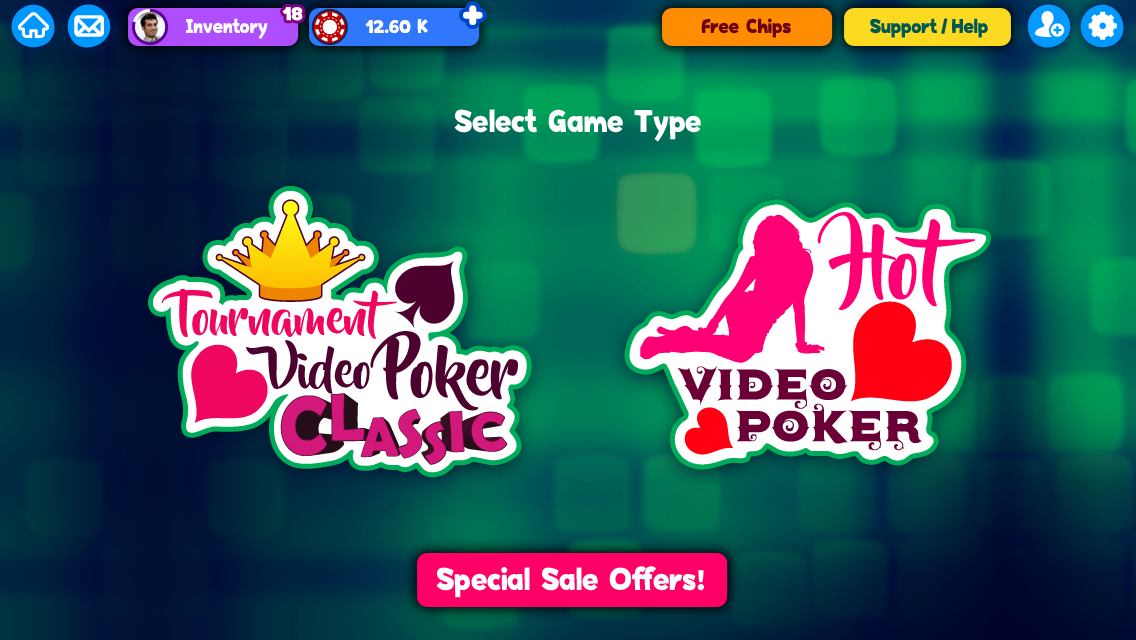 Inventory
18
12.60 K
Free Chips
Support / Help
Select Game Type
Tournament
Video Poker
CLASSIC
Hot
VIDEO
POKER
Special Sale Offers!